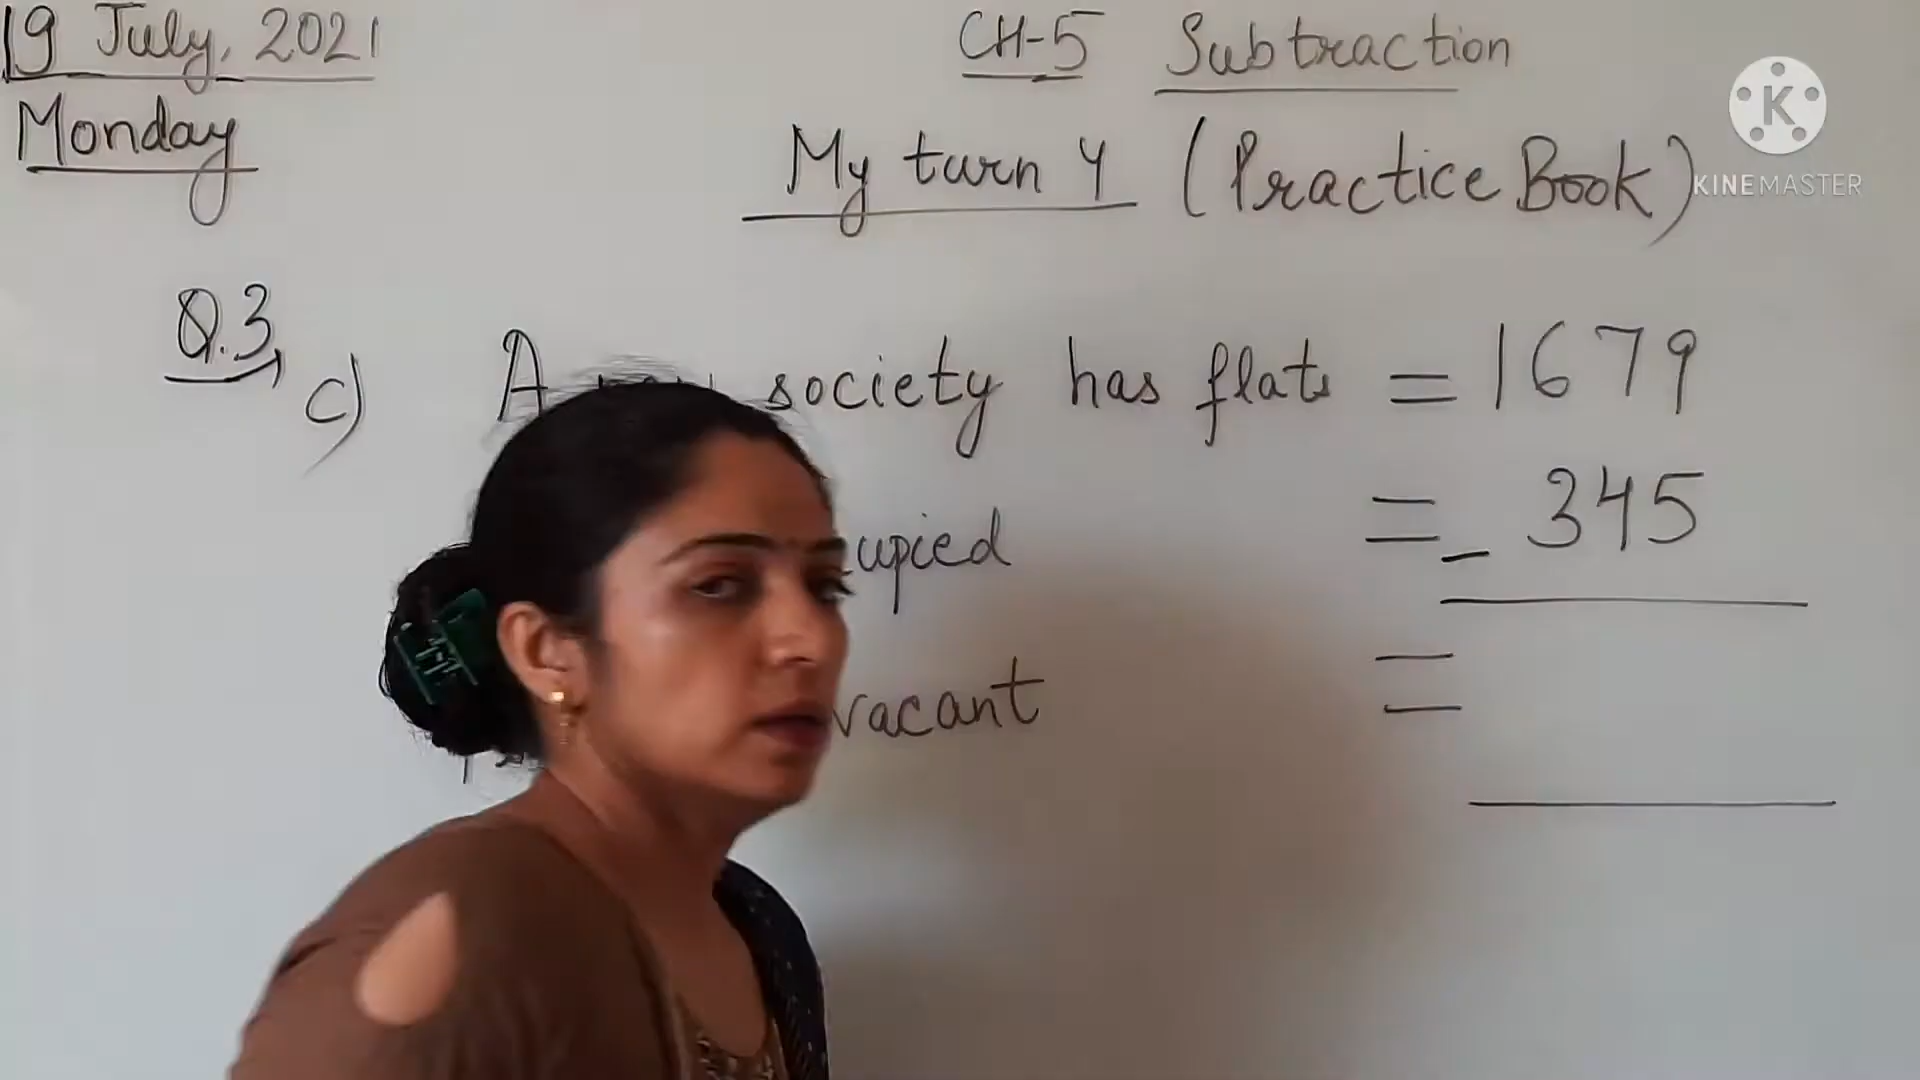 19 July, 2021
Monday
CH-5 Subtraction
My turn 4 (Practice Book)
K
KINEMASTER
Q.3
c) A society has flats = 1679
= - 345
vacant =